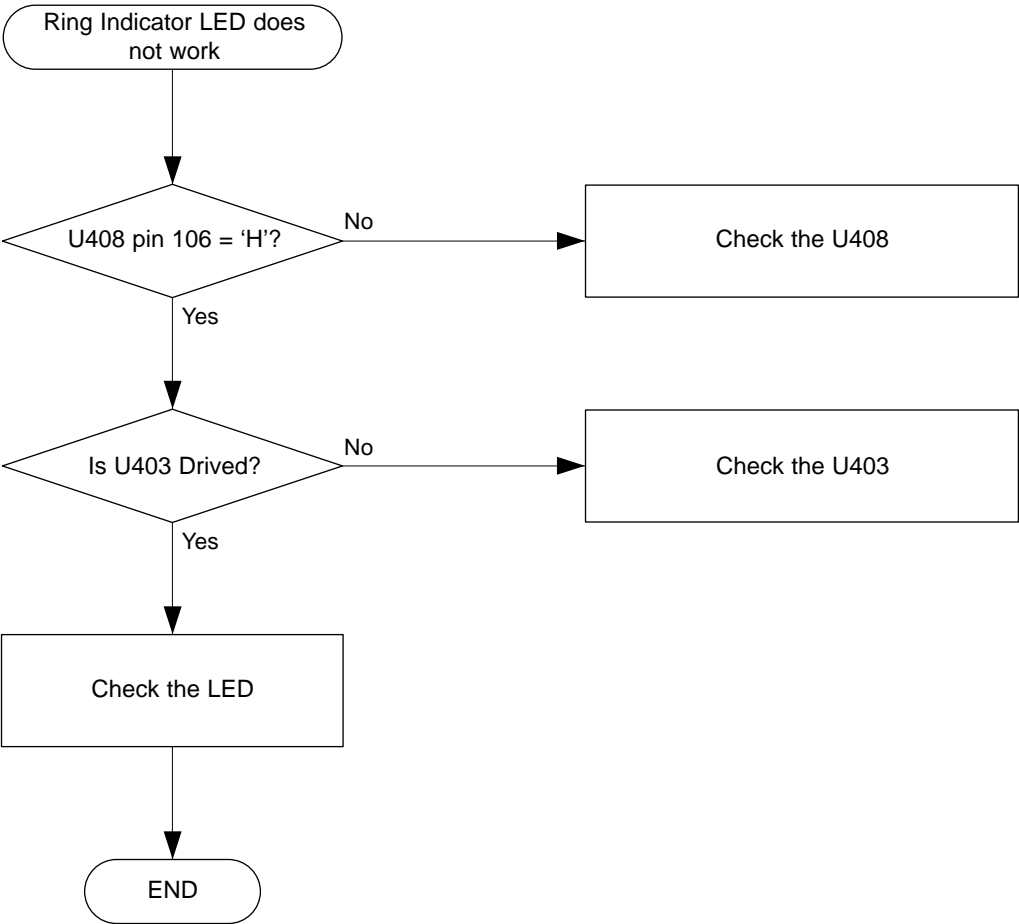 Ring Indicator LED does
not work
U408 pin 106 = ‘H’?
No
Check the U408
Yes
Is U403 Drived?
No
Check the U403
Yes
Check the LED
END